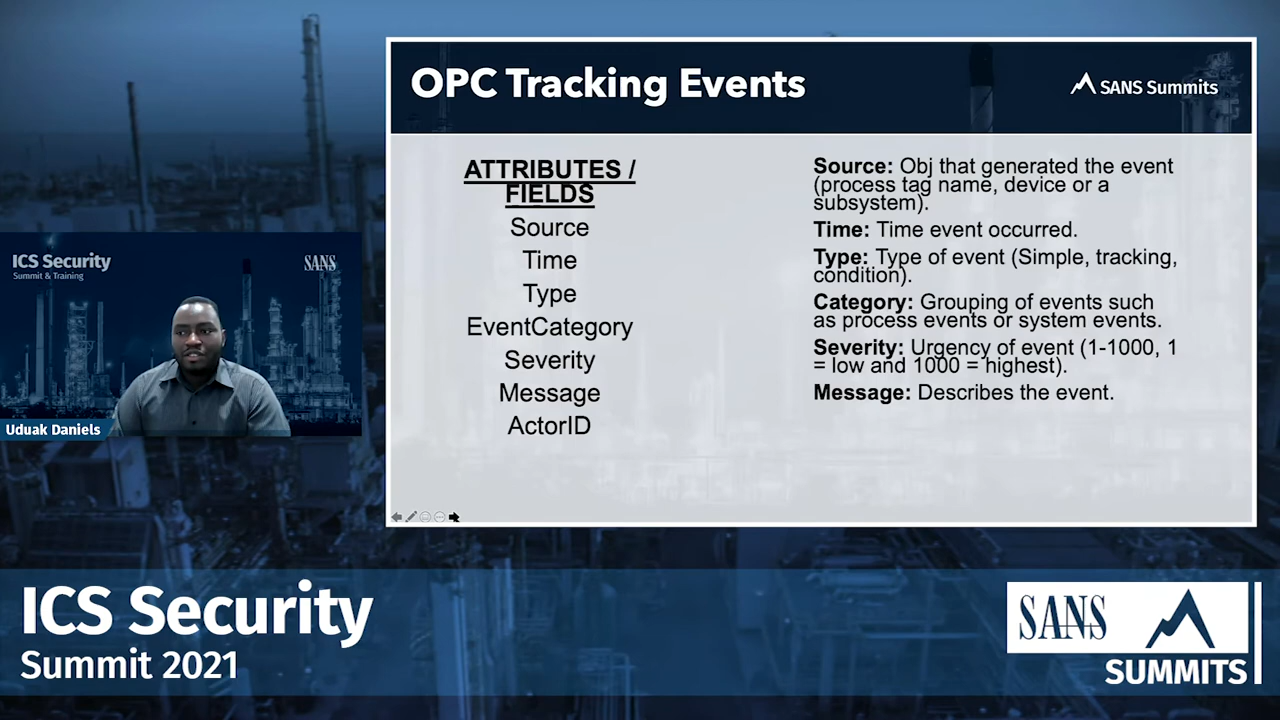 OPC Tracking Events
SANS Summits
ATTRIBUTES /
FIELDS
Source
Time
Type
EventCategory
Severity
Message
ActorID
Source: Obj that generated the event
(process tag name, device or a
subsystem).
Time: Time event occurred.
Type: Type of event (Simple, tracking,
condition).
Category: Grouping of events such
as process events or system events.
Severity: Urgency of event (1-1000, 1
= low and 1000 = highest).
Message: Describes the event.
ICS Security
Summit & Training
SANS
Uduak Daniels
ICS Security
Summit 2021
SANS
SUMMITS